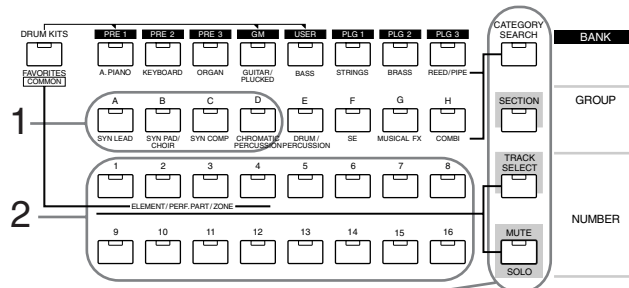 DRUM KITS PRE 1 PRE 2 PRE 3 GM USER PLG 1 PLG 2 PLG 3 CATEGORY SEARCH BANK
FAVORITES COMMON A. PIANO KEYBOARD ORGAN GUITAR/ PLUCKED BASS STRINGS BRASS REED/PIPE
A B C D E F G H SECTION GROUP
1 SYN LEAD SYN PAD/ CHOIR SYN COMP CHROMATIC PERCUSSION DRUM / PERCUSSION SE MUSICAL FX COMBI
1 2 3 4 5 6 7 8 TRACK SELECT
2 ELEMENT/ PERF. PART / ZONE NUMBER
9 10 11 12 13 14 15 16 MUTE
SOLO